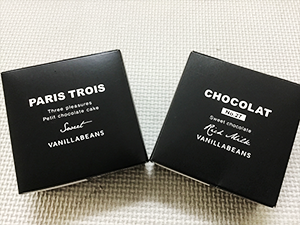 PARIS TROIS
Three pleasures
Petit chocolate cake
Sweet
VANILLABEANS
CHOCOLAT
No.27
Sweet chocolate
Rich Milk
VANILLABEANS